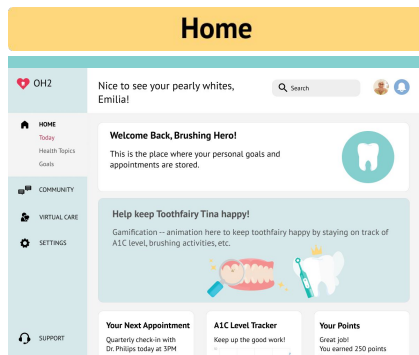 Home
OH2
Nice to see your pearly whites,
Emilia!
Search
HOME
Today
Health Topics
Goals
COMMUNITY
VIRTUAL CARE
SETTINGS
SUPPORT
Welcome Back, Brushing Hero!
This is the place where your personal goals and
appointments are stored.
Help keep Toothfairy Tina happy!
Gamification -- animation here to keep toothfairy happy by staying on track of
A1C level, brushing activities, etc.
Your Next Appointment
Quarterly check-in with
Dr. Philips today at 3PM
A1C Level Tracker
Keep up the good work!
Your Points
Great job!
You earned 250 points